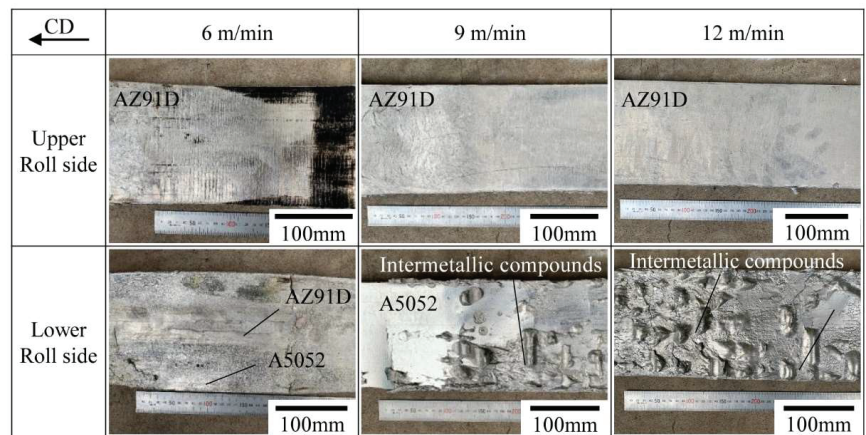 CD
6 m/min
9 m/min
12 m/min
Upper
Roll side
AZ91D
100mm
AZ91D
100mm
AZ91D
100mm
Lower
Roll side
AZ91D
A5052
100mm
Intermetallic compounds
A5052
100mm
Intermetallic compounds
100mm